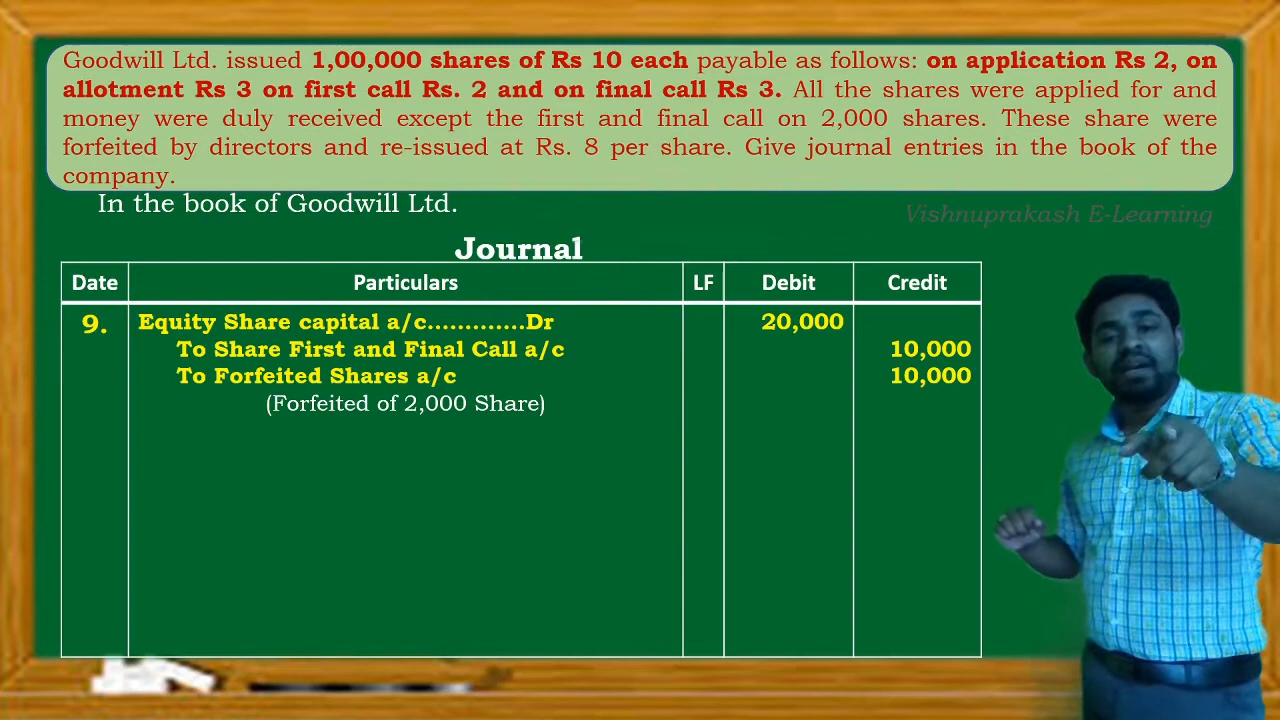 Goodwill Ltd. issued 1,00,000 shares of Rs 10 each payable as follows: on application Rs 2, on
allotment Rs 3 on first call Rs. 2 and on final call Rs 3. All the shares were applied for and
money were duly received except the first and final call on 2,000 shares. These share were
forfeited by directors and re-issued at Rs. 8 per share. Give journal entries in the book of the
company.
In the book of Goodwill Ltd.
Vishnuprakash E-Learning
Journal
Date Particulars LF Debit Credit
9. Equity Share capital a/c.............Dr 20,000
To Share First and Final Call a/c 10,000
To Forfeited Shares a/c 10,000
(Forfeited of 2,000 Share)